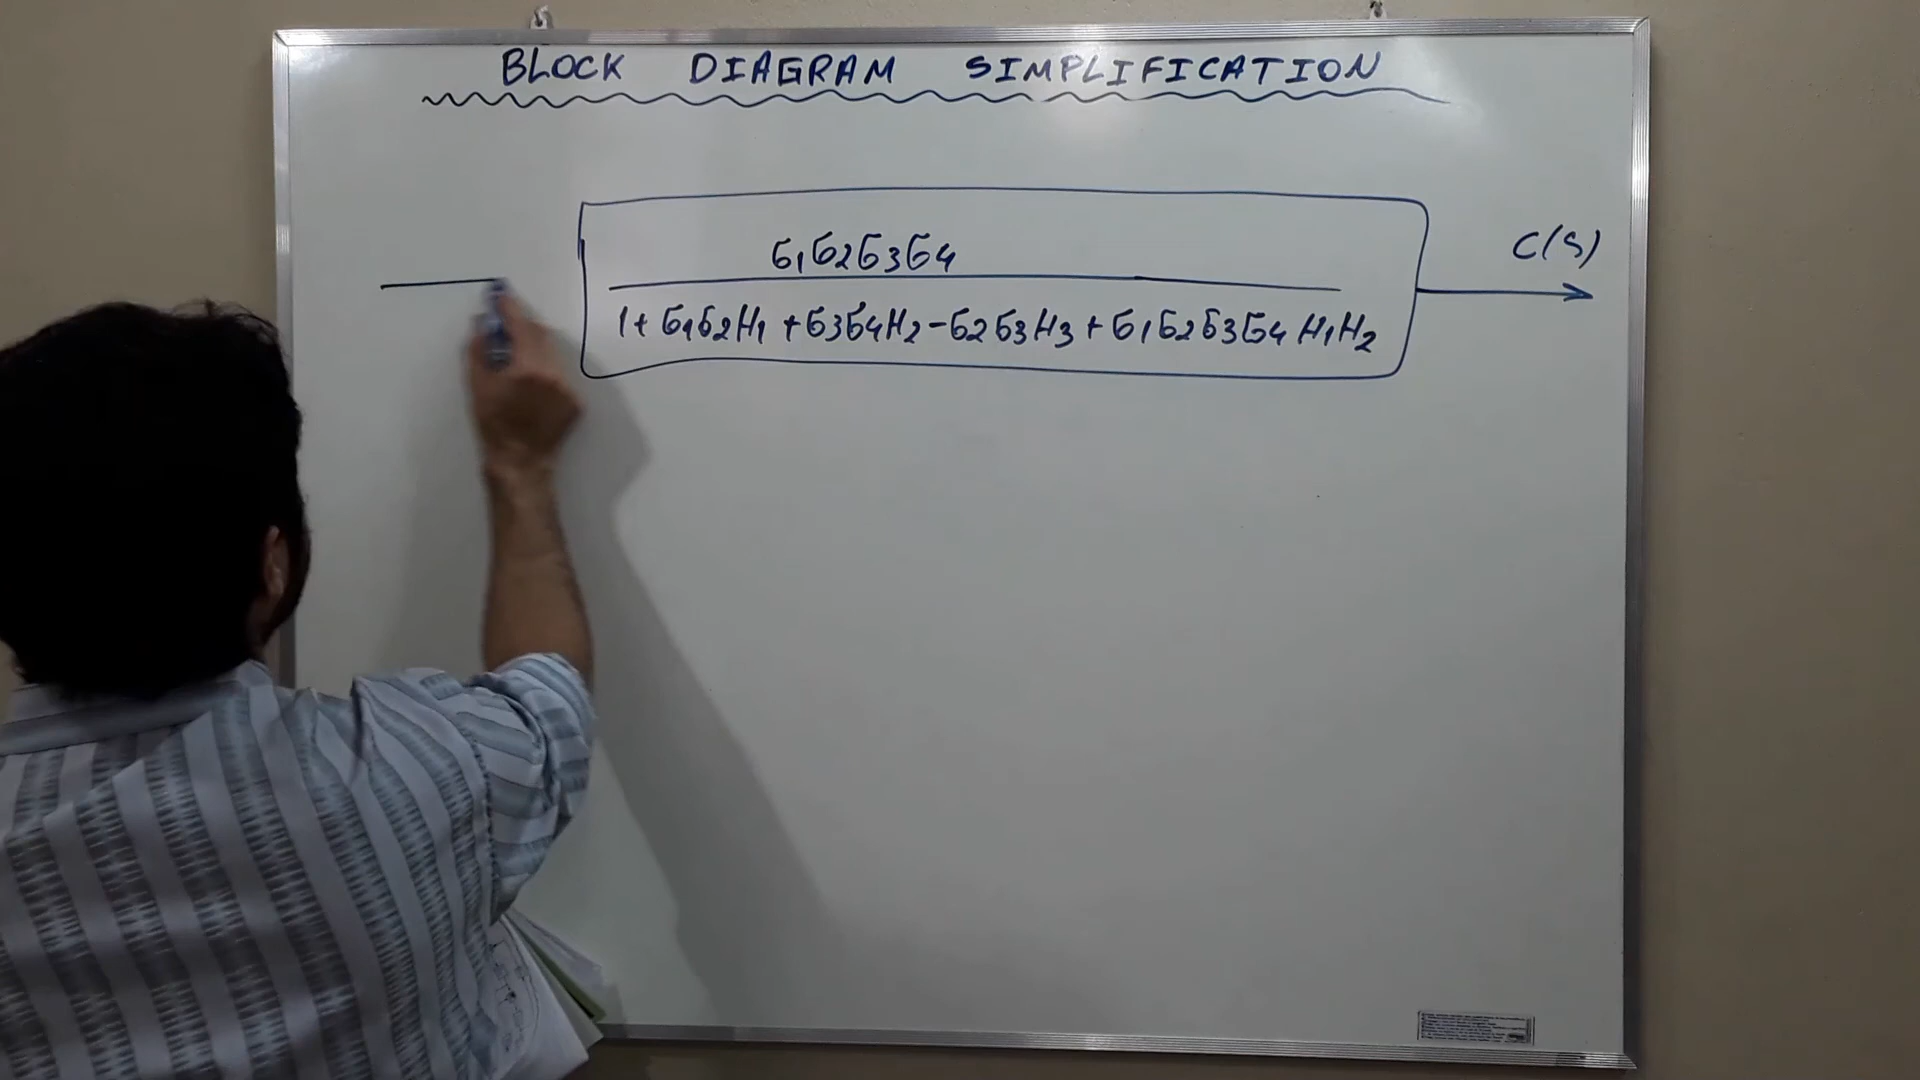 BLOCK DIAGRAM SIMPLIFICATION
G1G2G3G4
1+G1G2H1+G3G4H2-G2G3H3+G1G2G3G4H1H2
C(S)